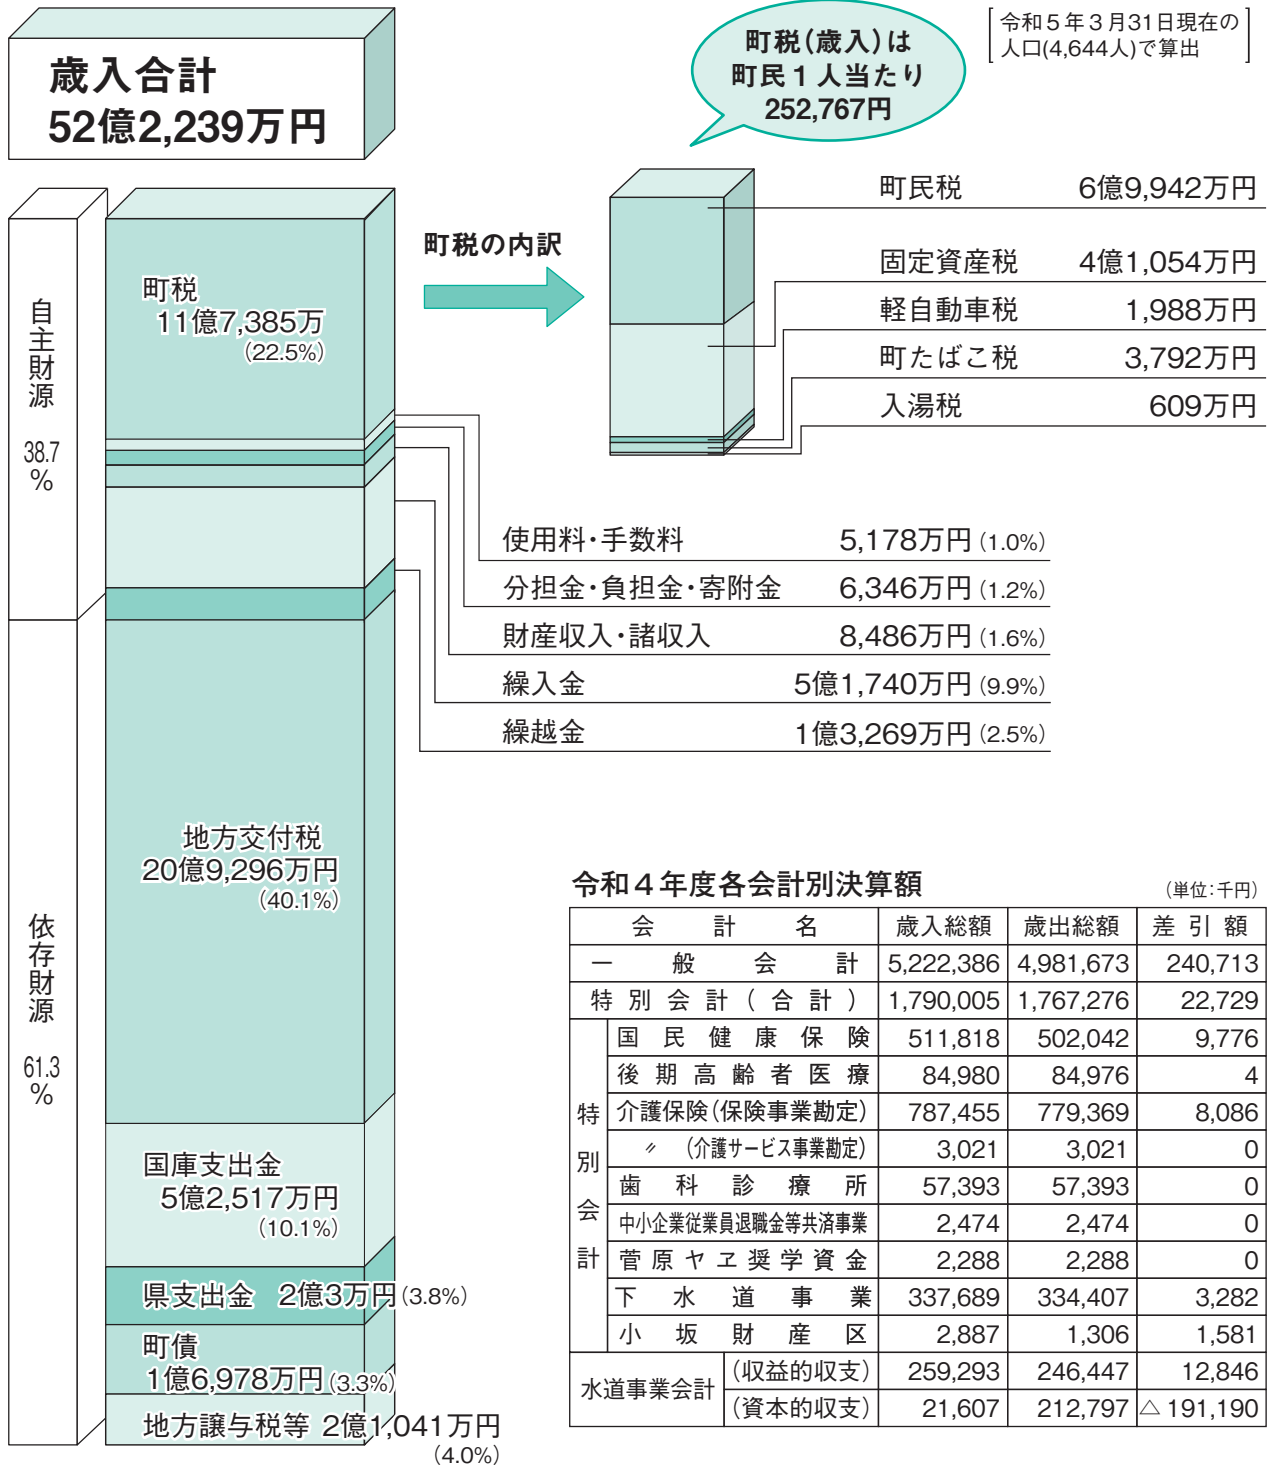 歳入合計
52億2,239万円
町税(歳入)は
町民1人当たり
252,767円
令和5年3月31日現在の
人口(4,644人)で算出
自主財源 38.7%
依存財源 61.3%
町税
11億7,385万
(22.5%)
町税の内訳
町民税 6億9,942万円
固定資産税 4億1,054万円
軽自動車税 1,988万円
町たばこ税 3,792万円
入湯税 609万円
使用料・手数料 5,178万円(1.0%)
分担金・負担金・寄附金 6,346万円(1.2%)
財産収入・諸収入 8,486万円(1.6%)
繰入金 5億1,740万円(9.9%)
繰越金 1億3,269万円(2.5%)
地方交付税
20億9,296万円
(40.1%)
国庫支出金
5億2,517万円
(10.1%)
県支出金 2億3万円(3.8%)
町債
1億6,978万円(3.3%)
地方譲与税等 2億1,041万円
(4.0%)
令和4年度各会計別決算額 (単位:千円)
会計名 歳入総額 歳出総額 差引額
一般会計 5,222,386 4,981,673 240,713
特別会計(合計) 1,790,005 1,767,276 22,729
特別会計
国民健康保険 511,818 502,042 9,776
後期高齢者医療 84,980 84,976 4
介護保険(保険事業勘定) 787,455 779,369 8,086
〃 (介護サービス事業勘定) 3,021 3,021 0
歯科診療所 57,393 57,393 0
中小企業従業員退職金等共済事業 2,474 2,474 0
菅原ヤヱ奨学資金 2,288 2,288 0
下水道事業 337,689 334,407 3,282
小坂財産区 2,887 1,306 1,581
水道事業会計 (収益的収支) 259,293 246,447 12,846
(資本的収支) 21,607 212,797 △191,190